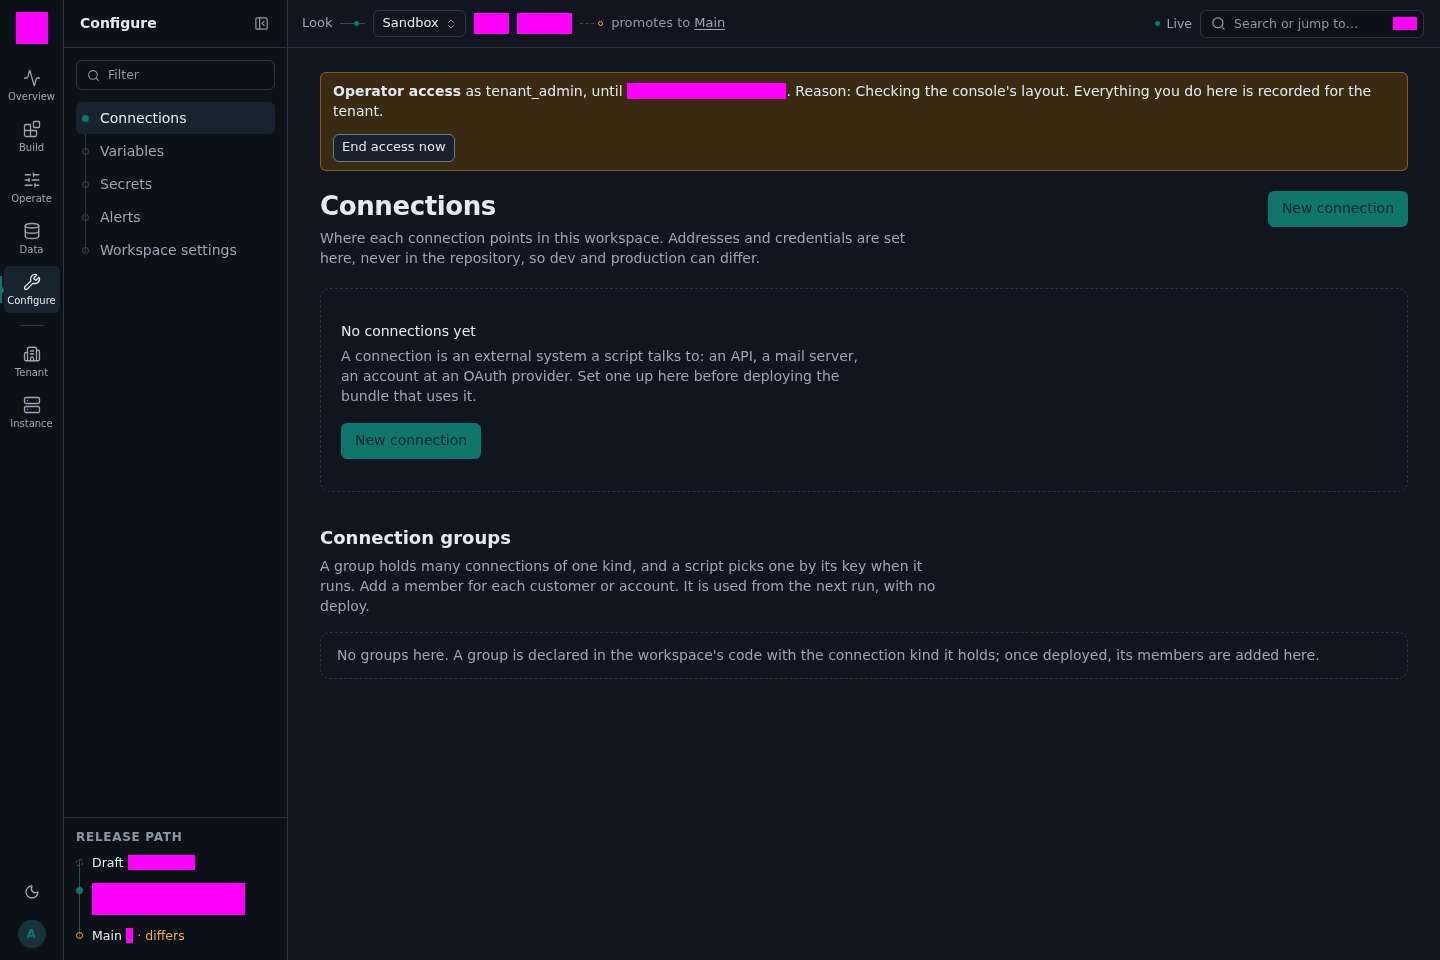 Configure
Look
Sandbox
promotes to Main
Live
Search or jump to…
Overview
Build
Operate
Data
Configure
Tenant
Instance
A
Filter
Connections
Variables
Secrets
Alerts
Workspace settings
RELEASE PATH
Draft
Main · differs
Operator access as tenant_admin, until . Reason: Checking the console's layout. Everything you do here is recorded for the
tenant.
End access now
Connections
New connection
Where each connection points in this workspace. Addresses and credentials are set
here, never in the repository, so dev and production can differ.
No connections yet
A connection is an external system a script talks to: an API, a mail server,
an account at an OAuth provider. Set one up here before deploying the
bundle that uses it.
New connection
Connection groups
A group holds many connections of one kind, and a script picks one by its key when it
runs. Add a member for each customer or account. It is used from the next run, with no
deploy.
No groups here. A group is declared in the workspace's code with the connection kind it holds; once deployed, its members are added here.